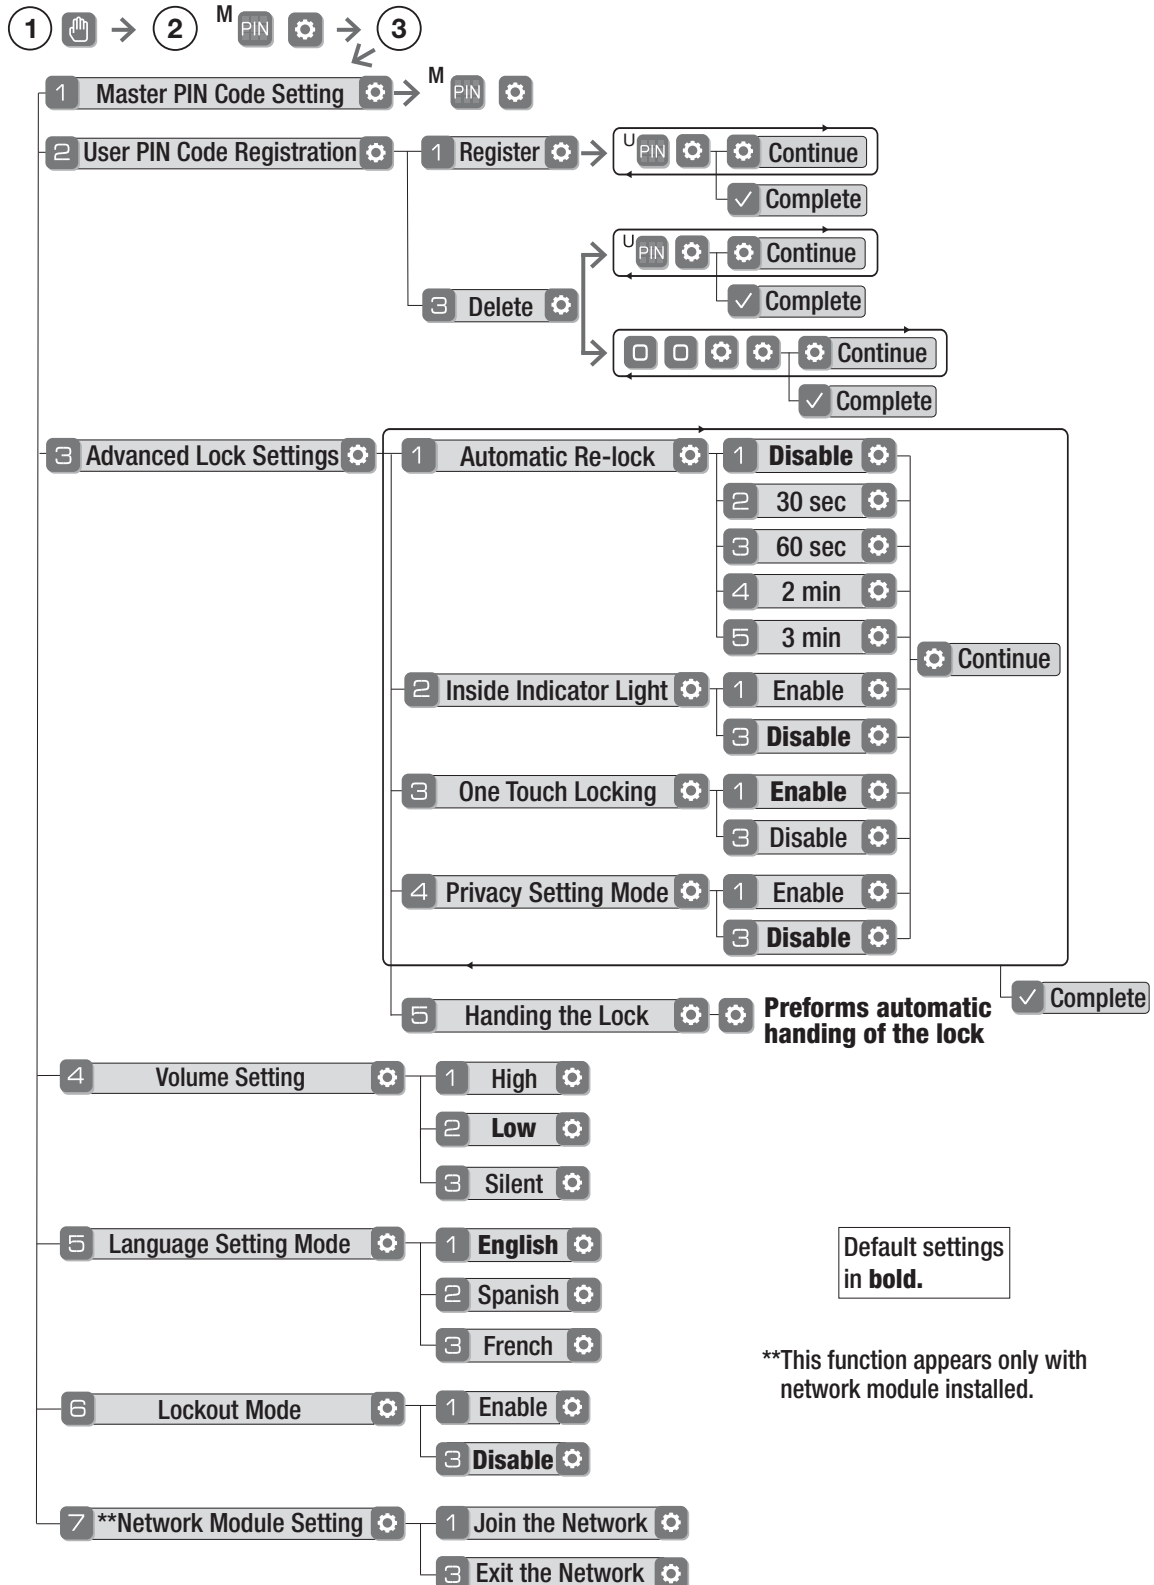 1 2 M PIN 3
1 Master PIN Code Setting M PIN
2 User PIN Code Registration 1 Register U PIN Continue
Complete
U PIN Continue
3 Delete Complete
0 0 Continue
Complete
3 Advanced Lock Settings 1 Automatic Re-lock 1 Disable
2 30 sec
3 60 sec
4 2 min
5 3 min
Continue
2 Inside Indicator Light 1 Enable
3 Disable
3 One Touch Locking 1 Enable
3 Disable
4 Privacy Setting Mode 1 Enable
3 Disable
Complete
5 Handing the Lock Preforms automatic
handing of the lock
4 Volume Setting 1 High
2 Low
3 Silent
5 Language Setting Mode 1 English
2 Spanish
3 French
Default settings
in bold.
**This function appears only with
network module installed.
6 Lockout Mode 1 Enable
3 Disable
7 **Network Module Setting 1 Join the Network
3 Exit the Network